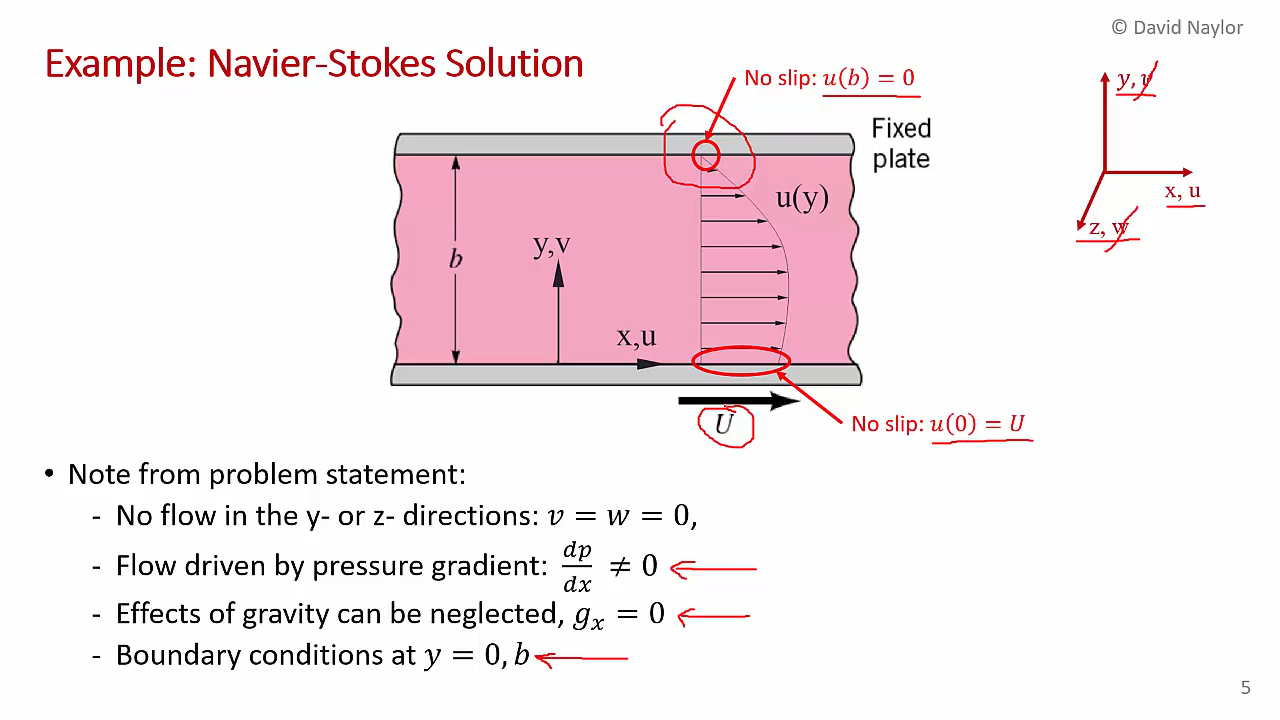 © David Naylor
Example: Navier-Stokes Solution
No slip: u(b) = 0
y, v
Fixed
plate
x, u
u(y)
z, w
y,v
b
x,u
U
No slip: u(0) = U
• Note from problem statement:
- No flow in the y- or z- directions: v = w = 0,
- Flow driven by pressure gradient: dp/dx ≠ 0
- Effects of gravity can be neglected, gₓ = 0
- Boundary conditions at y = 0, b
5